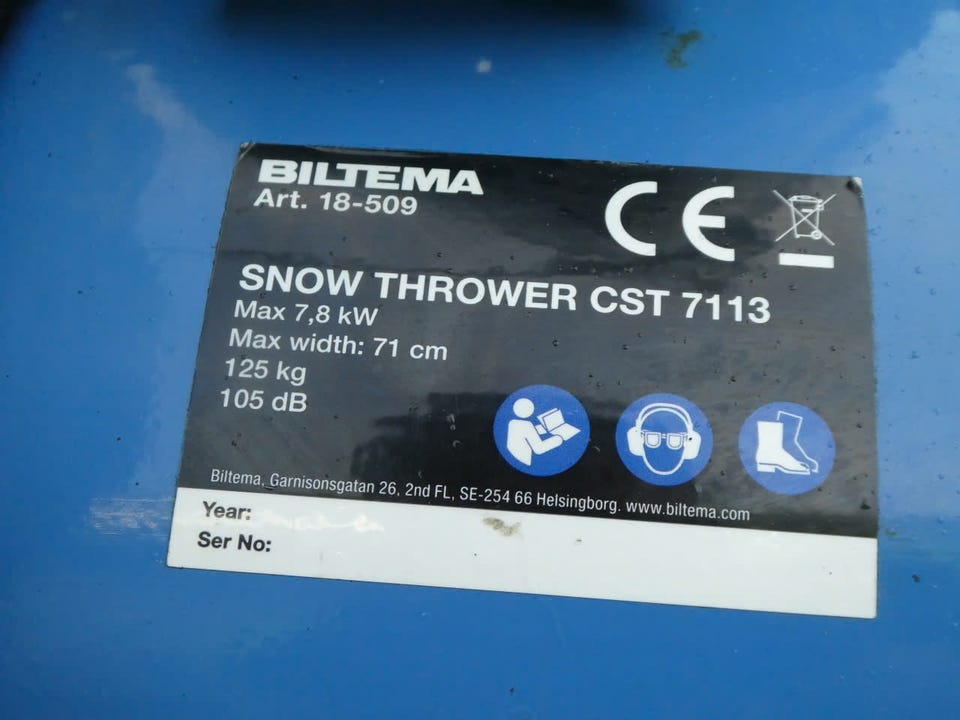 BILTEMA
Art. 18-509
CE
SNOW THROWER CST 7113
Max 7,8 kW
Max width: 71 cm
125 kg
105 dB
Biltema, Garnisonsgatan 26, 2nd FL, SE-254 66 Helsingborg. www.biltema.com
Year:
Ser No: